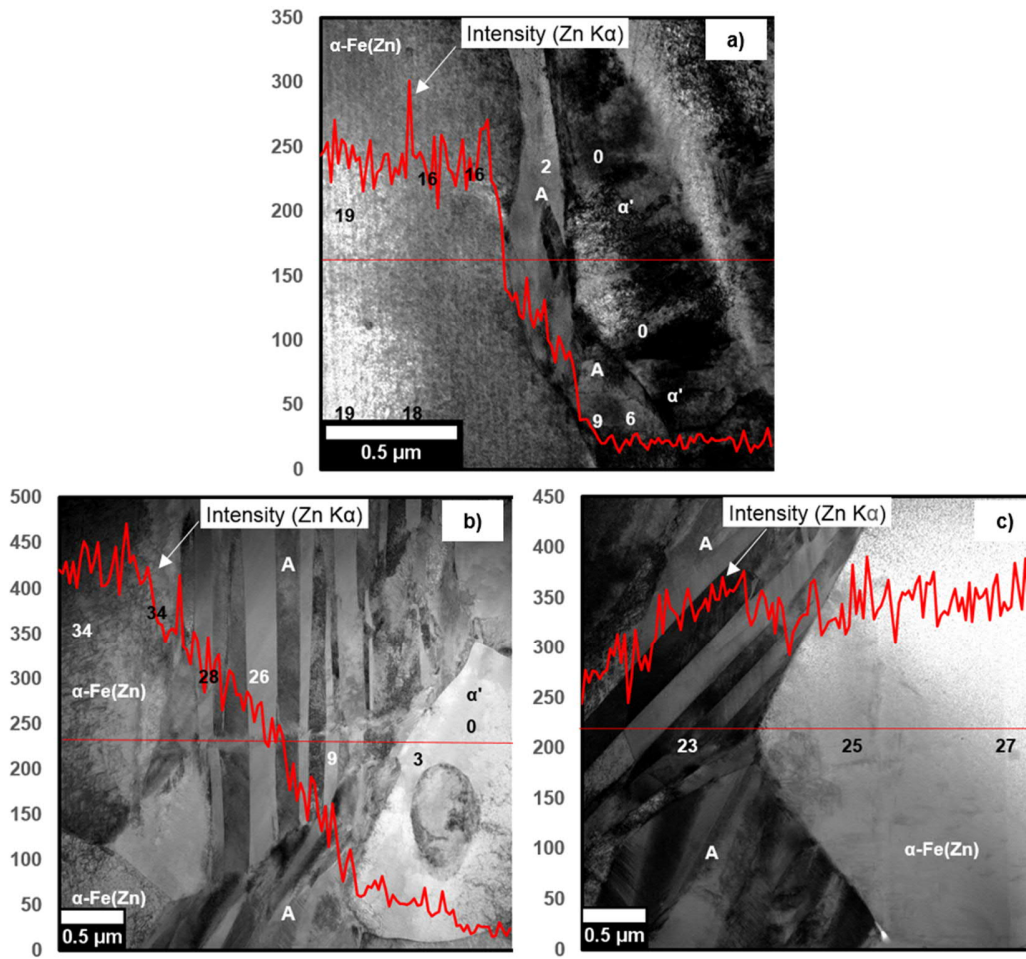 350
300
250
200
150
100
50
0
α-Fe(Zn)
Intensity (Zn Kα)
a)
2
0
A
16
16
19
α'
0
A
α'
19
18
9
6
0.5 µm
500
450
400
350
300
250
200
150
100
50
0
Intensity (Zn Kα)
b)
A
34
34
28
26
α-Fe(Zn)
α'
0
9
3
α-Fe(Zn)
A
0.5 µm
450
400
350
300
250
200
150
100
50
0
Intensity (Zn Kα)
c)
A
23
25
27
A
α-Fe(Zn)
0.5 µm